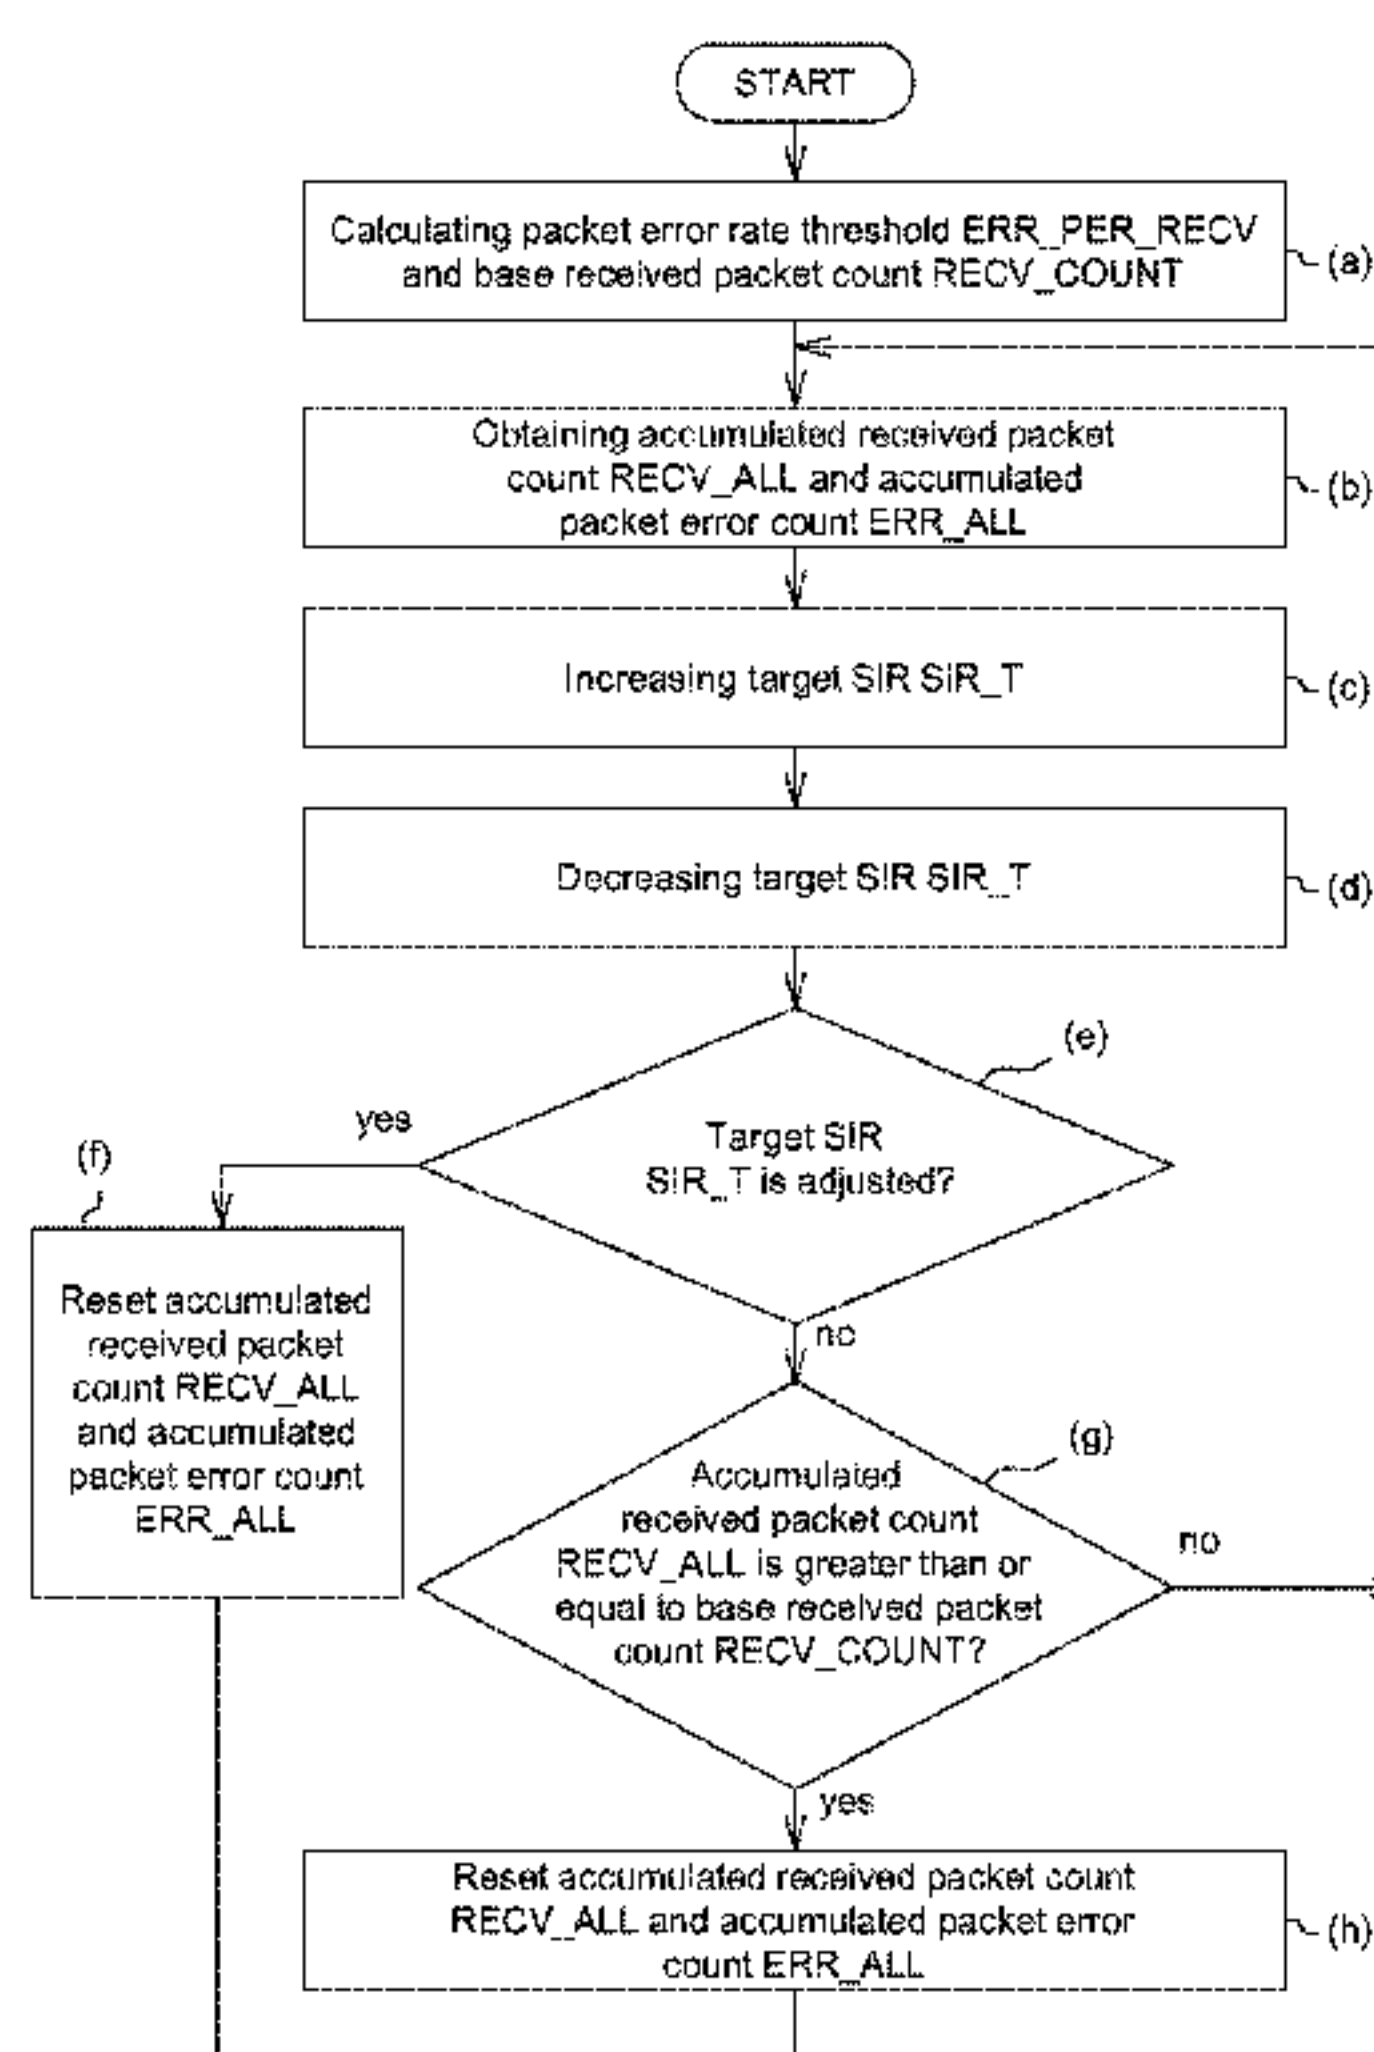 START
Calculating packet error rate threshold ERR_PER_RECV
and base received packet count RECV_COUNT
(a)
Obtaining accumulated received packet
count RECV_ALL and accumulated
packet error count ERR_ALL
(b)
Increasing target SIR SIR_T
(c)
Decreasing target SIR SIR_T
(d)
(e)
Target SIR
SIR_T is adjusted?
yes
(f)
Reset accumulated
received packet
count RECV_ALL
and accumulated
packet error count
ERR_ALL
no
(g)
Accumulated
received packet count
RECV_ALL is greater than or
equal to base received packet
count RECV_COUNT?
no
yes
Reset accumulated received packet count
RECV_ALL and accumulated packet error
count ERR_ALL
(h)